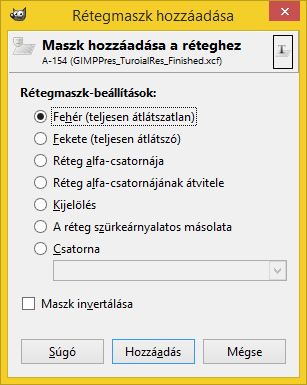 Rétegmaszk hozzáadása
Maszk hozzáadása a réteghez
A-154 (GIMPPres_TuroialRes_Finished.xcf)
T
Rétegmaszk-beállítások:
Fehér (teljesen átlátszatlan)
Fekete (teljesen átlátszó)
Réteg alfa-csatornája
Réteg alfa-csatornájának átvitele
Kijelölés
A réteg szürkeárnyalatos másolata
Csatorna
Maszk invertálása
Súgó
Hozzáadás
Mégse